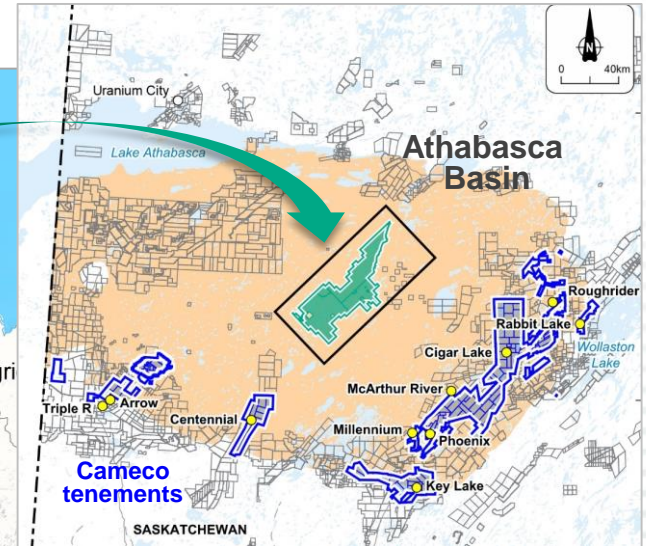 N
0 40km
Uranium City
Lake Athabasca
Athabasca
Basin
Roughrider
Rabbit Lake
Wollaston
Lake
Cigar Lake
McArthur River
Arrow
Triple R
Centennial
Millennium
Phoenix
Cameco
tenements
Key Lake
SASKATCHEWAN
gri